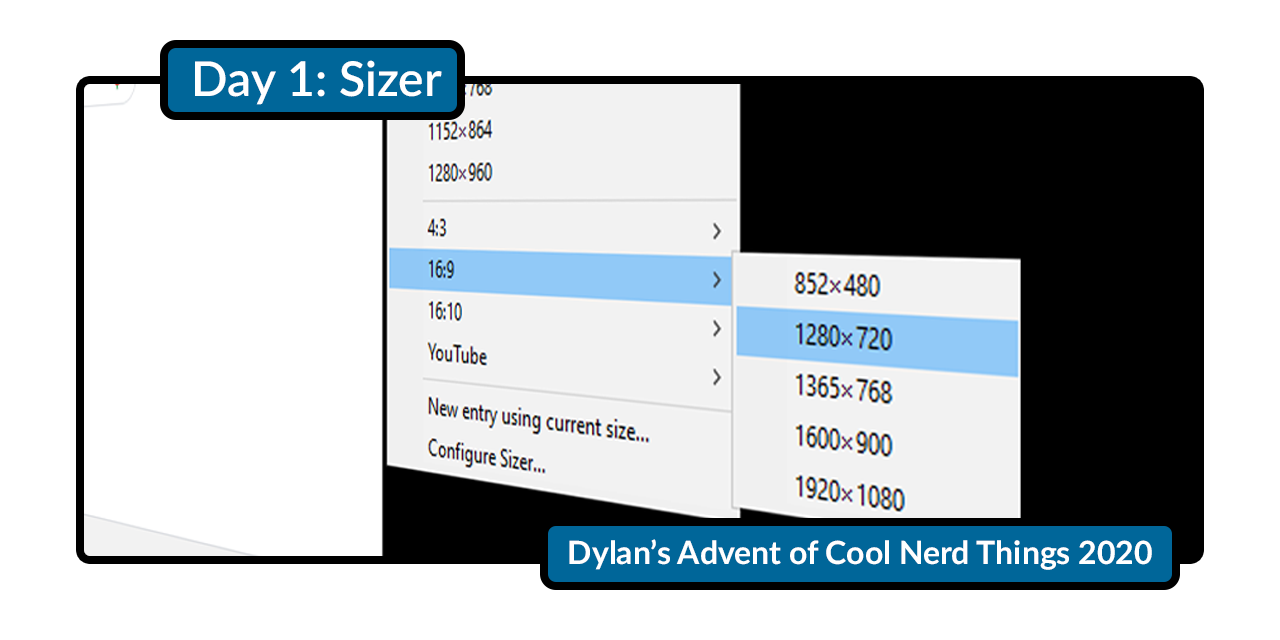 Day 1: Sizer
1152×864
1280×960
4:3
16:9
16:10
YouTube
New entry using current size...
Configure Sizer...
852×480
1280×720
1365×768
1600×900
1920×1080
Dylan’s Advent of Cool Nerd Things 2020